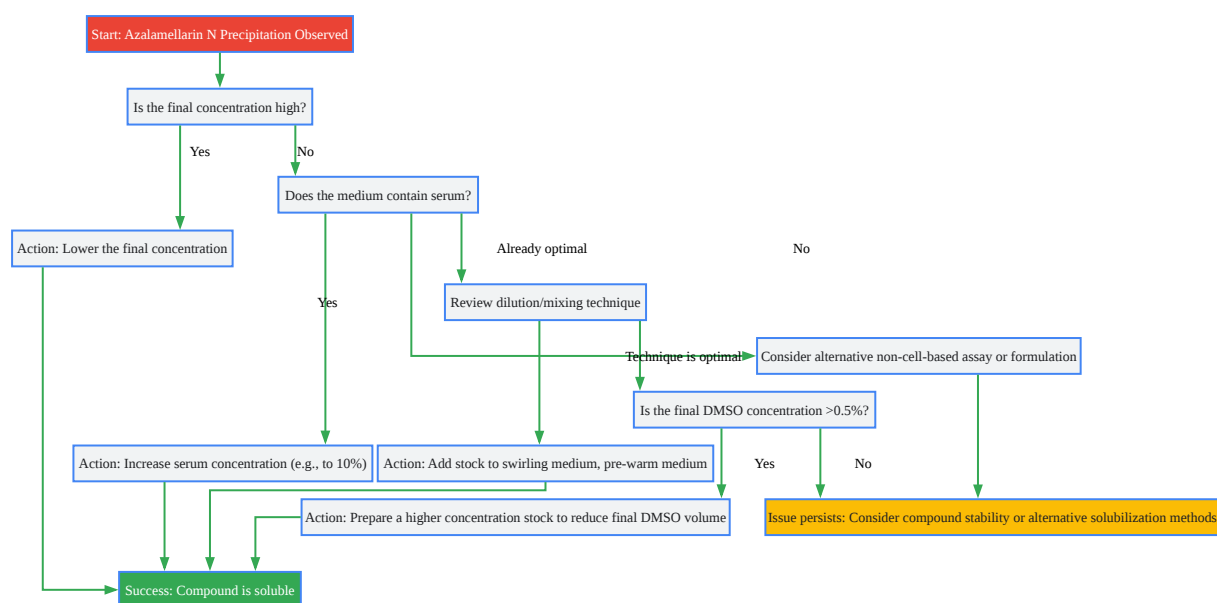 Start: Azalamellarin N Precipitation Observed
Is the final concentration high?
Yes
No
Does the medium contain serum?
Action: Lower the final concentration
Already optimal
No
Yes
Review dilution/mixing technique
Technique is optimal
Consider alternative non-cell-based assay or formulation
Is the final DMSO concentration >0.5%?
Action: Increase serum concentration (e.g., to 10%)
Action: Add stock to swirling medium, pre-warm medium
Yes
No
Action: Prepare a higher concentration stock to reduce final DMSO volume
Issue persists: Consider compound stability or alternative solubilization methods
Success: Compound is soluble